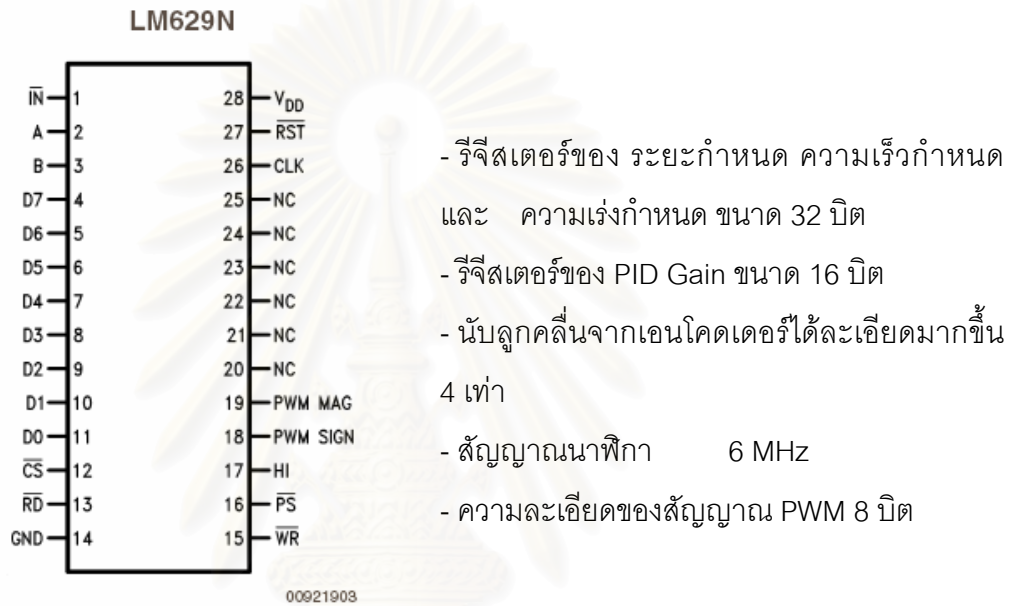 LM629N
I̅N̅ 1 28 V_DD
A 2 27 R̅S̅T̅
B 3 26 CLK
D7 4 25 NC
D6 5 24 NC
D5 6 23 NC
D4 7 22 NC
D3 8 21 NC
D2 9 20 NC
D1 10 19 PWM MAG
D0 11 18 PWM SIGN
C̅S̅ 12 17 HI
R̅D̅ 13 16 P̅S̅
GND 14 15 W̅R̅
00921903
- รีจีสเตอร์ของ ระยะกำหนด ความเร็วกำหนด
และ ความเร่งกำหนด ขนาด 32 บิต
- รีจีสเตอร์ของ PID Gain ขนาด 16 บิต
- นับลูกคลื่นจากเอนโคดเดอร์ได้ละเอียดมากขึ้น
4 เท่า
- สัญญาณนาฬิกา 6 MHz
- ความละเอียดของสัญญาณ PWM 8 บิต